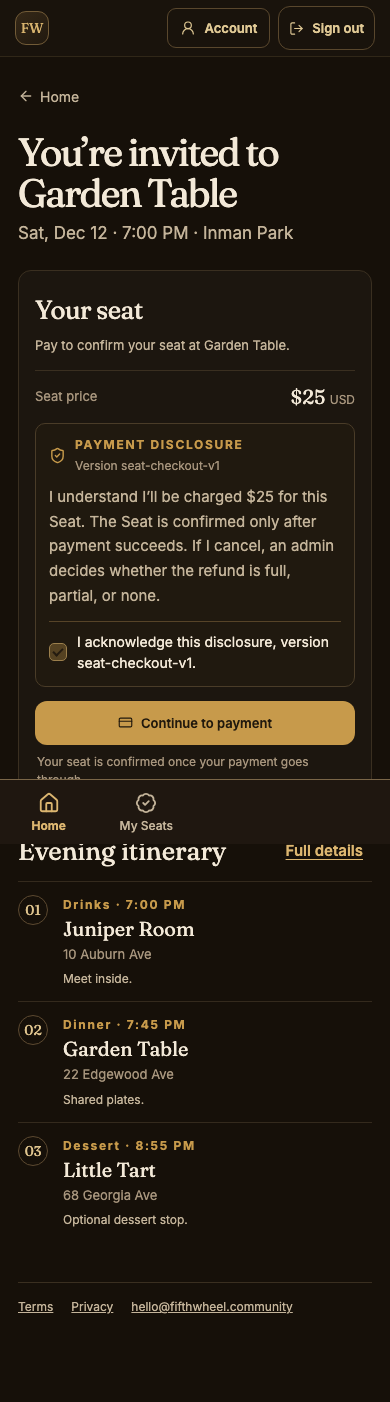 FW
Account
Sign out
Home
You’re invited to
Garden Table
Sat, Dec 12 · 7:00 PM · Inman Park
Your seat
Pay to confirm your seat at Garden Table.
Seat price
$25 USD
PAYMENT DISCLOSURE
Version seat-checkout-v1
I understand I’ll be charged $25 for this
Seat. The Seat is confirmed only after
payment succeeds. If I cancel, an admin
decides whether the refund is full,
partial, or none.
I acknowledge this disclosure, version
seat-checkout-v1.
Continue to payment
Your seat is confirmed once your payment goes
through
Home
My Seats
Evening itinerary
Full details
01
Drinks · 7:00 PM
Juniper Room
10 Auburn Ave
Meet inside.
02
Dinner · 7:45 PM
Garden Table
22 Edgewood Ave
Shared plates.
03
Dessert · 8:55 PM
Little Tart
68 Georgia Ave
Optional dessert stop.
Terms
Privacy
hello@fifthwheel.community